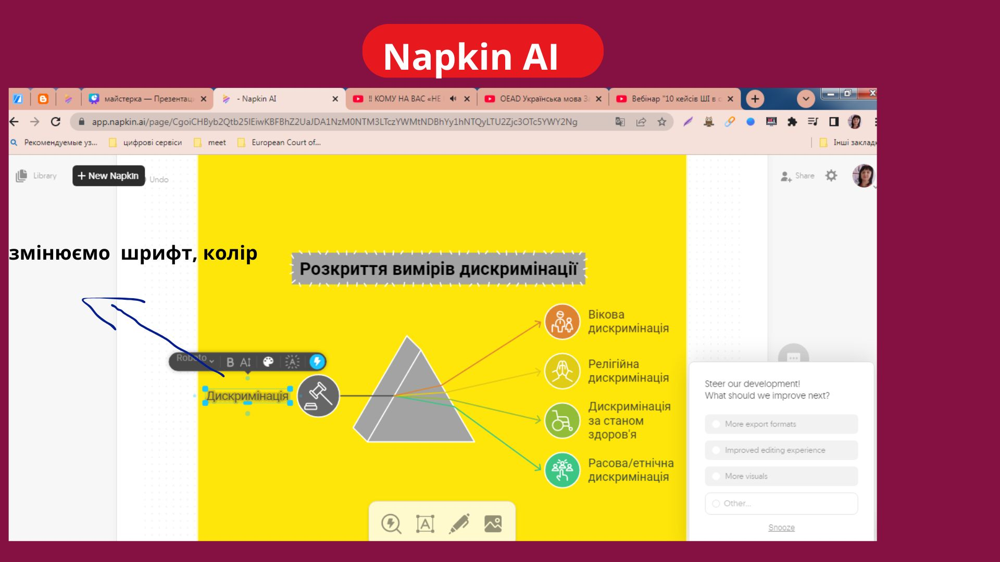 Napkin AI
майстерка — Презентац
- Napkin AI
‼ КОМУ НА ВАС «НЕ
OEAD Українська мова З
Вебінар "10 кейсів ШІ в о
app.napkin.ai/page/CgoiCHByb2Qtb25lEiwKBFBhZ2UaJDA1NzM0NTM3LTczYWMtNDBhYy1hNTQyLTU2Zjc3OTc5YWY2Ng
Рекомендуемые уз...
цифрові сервіси
meet
European Court of...
Інші заклад
Library
+ New Napkin
Undo
Share
змінюємо шрифт, колір
Розкриття вимірів дискримінації
Вікова
дискримінація
Roboto
B
Релігійна
дискримінація
Дискримінація
Дискримінація
за станом
здоров'я
Расова/етнічна
дискримінація
Steer our development!
What should we improve next?
More export formats
Improved editing experience
More visuals
Other...
Snooze